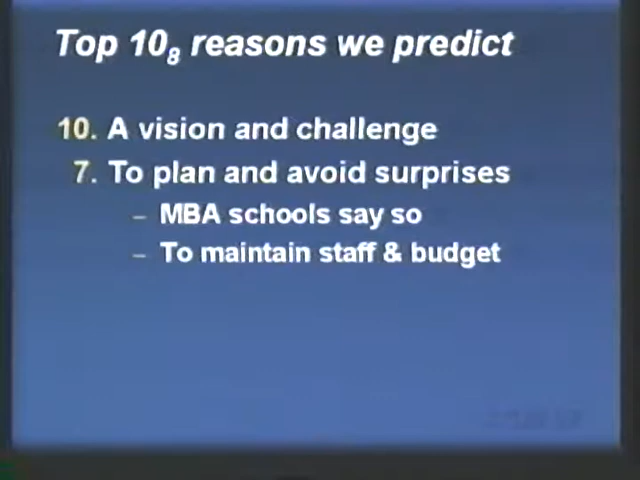 Top 10₈ reasons we predict
10. A vision and challenge
7. To plan and avoid surprises
– MBA schools say so
– To maintain staff & budget